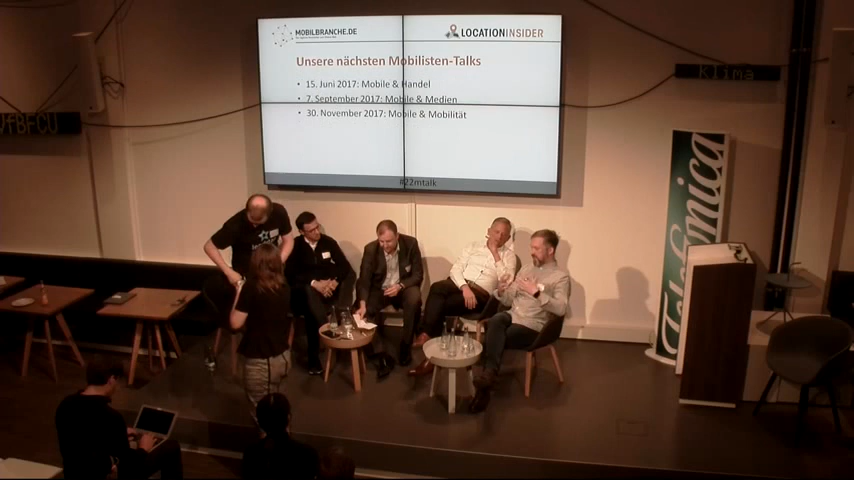 MOBILBRANCHE.DE
LOCATIONINSIDER
Unsere nächsten Mobilisten-Talks
• 15. Juni 2017: Mobile & Handel
• 7. September 2017: Mobile & Medien
• 30. November 2017: Mobile & Mobilität
#22mtalk
Klima
VfBFCU
Telefónica